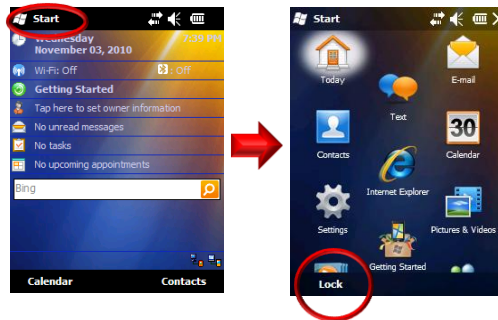 Start
Wednesday
7:39 PM
November 03, 2010
Wi-Fi: Off
: Off
Getting Started
Tap here to set owner information
No unread messages
No tasks
No upcoming appointments
Bing
Calendar
Contacts
Start
Today
E-mail
Text
30
Contacts
Calendar
Internet Explorer
Settings
Pictures & Videos
Getting Started
Lock